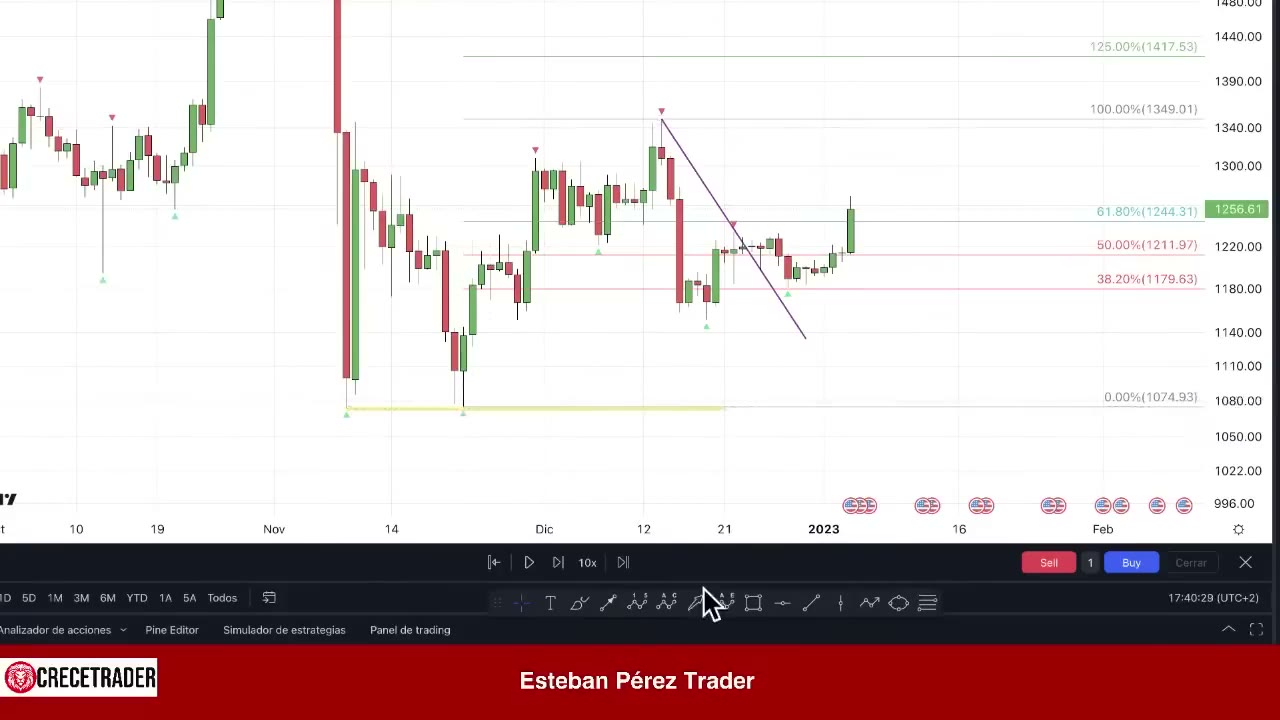 1480.00
125.00%(1417.53)
1440.00
1390.00
100.00%(1349.01)
1340.00
1300.00
61.80%(1244.31)
1256.61
50.00%(1211.97)
1220.00
38.20%(1179.63)
1180.00
1140.00
1110.00
0.00%(1074.93)
1080.00
1050.00
1022.00
996.00
10 19 Nov 14 Dic 12 21 2023 16 Feb
10x
Sell 1 Buy Cerrar
1D 5D 1M 3M 6M YTD 1A 5A Todos
17:40:29 (UTC+2)
Analizador de acciones Pine Editor Simulador de estrategias Panel de trading
CRECETRADER
Esteban Pérez Trader